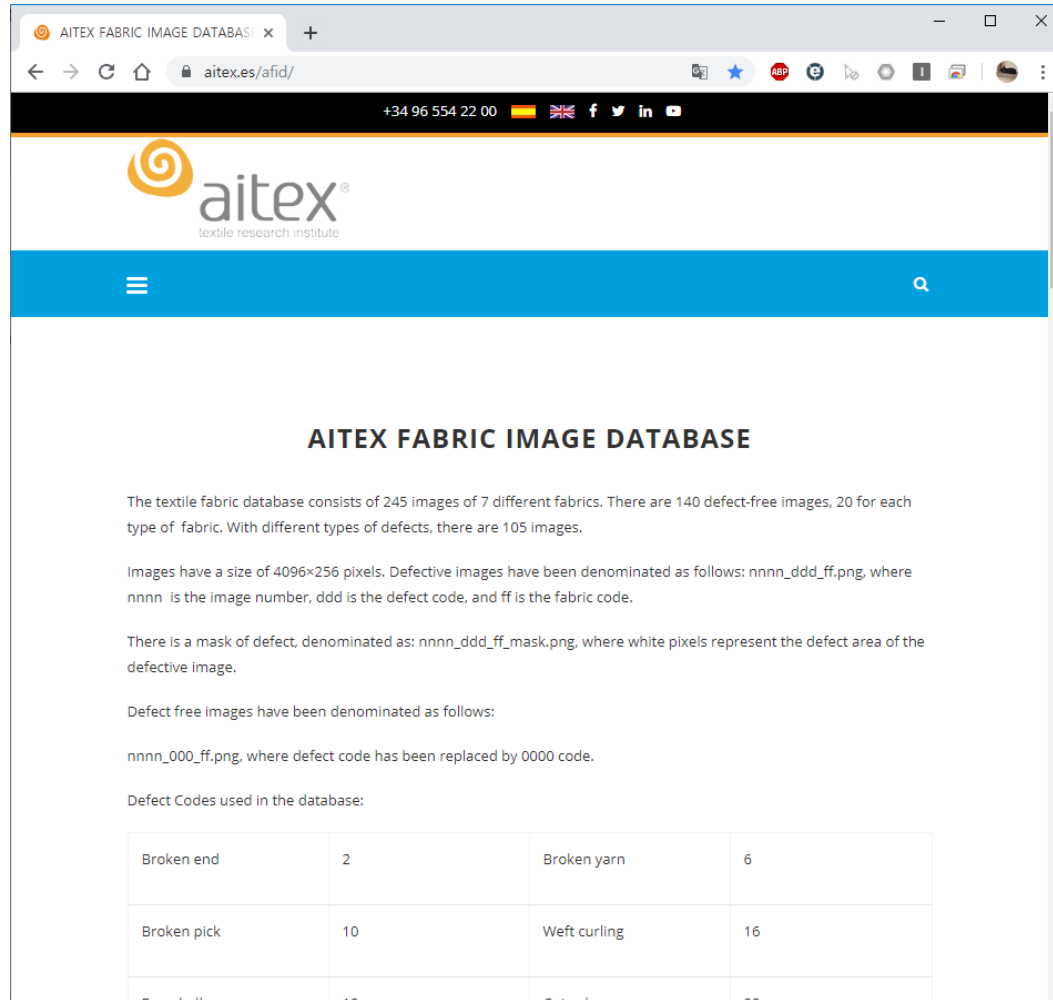 AITEX FABRIC IMAGE DATABAS
aitex.es/afid/
ABP
+34 96 554 22 00
aitex®
textile research institute
AITEX FABRIC IMAGE DATABASE
The textile fabric database consists of 245 images of 7 different fabrics. There are 140 defect-free images, 20 for each
type of fabric. With different types of defects, there are 105 images.
Images have a size of 4096×256 pixels. Defective images have been denominated as follows: nnnn_ddd_ff.png, where
nnnn is the image number, ddd is the defect code, and ff is the fabric code.
There is a mask of defect, denominated as: nnnn_ddd_ff_mask.png, where white pixels represent the defect area of the
defective image.
Defect free images have been denominated as follows:
nnnn_000_ff.png, where defect code has been replaced by 0000 code.
Defect Codes used in the database:
Broken end 2 Broken yarn 6
Broken pick 10 Weft curling 16